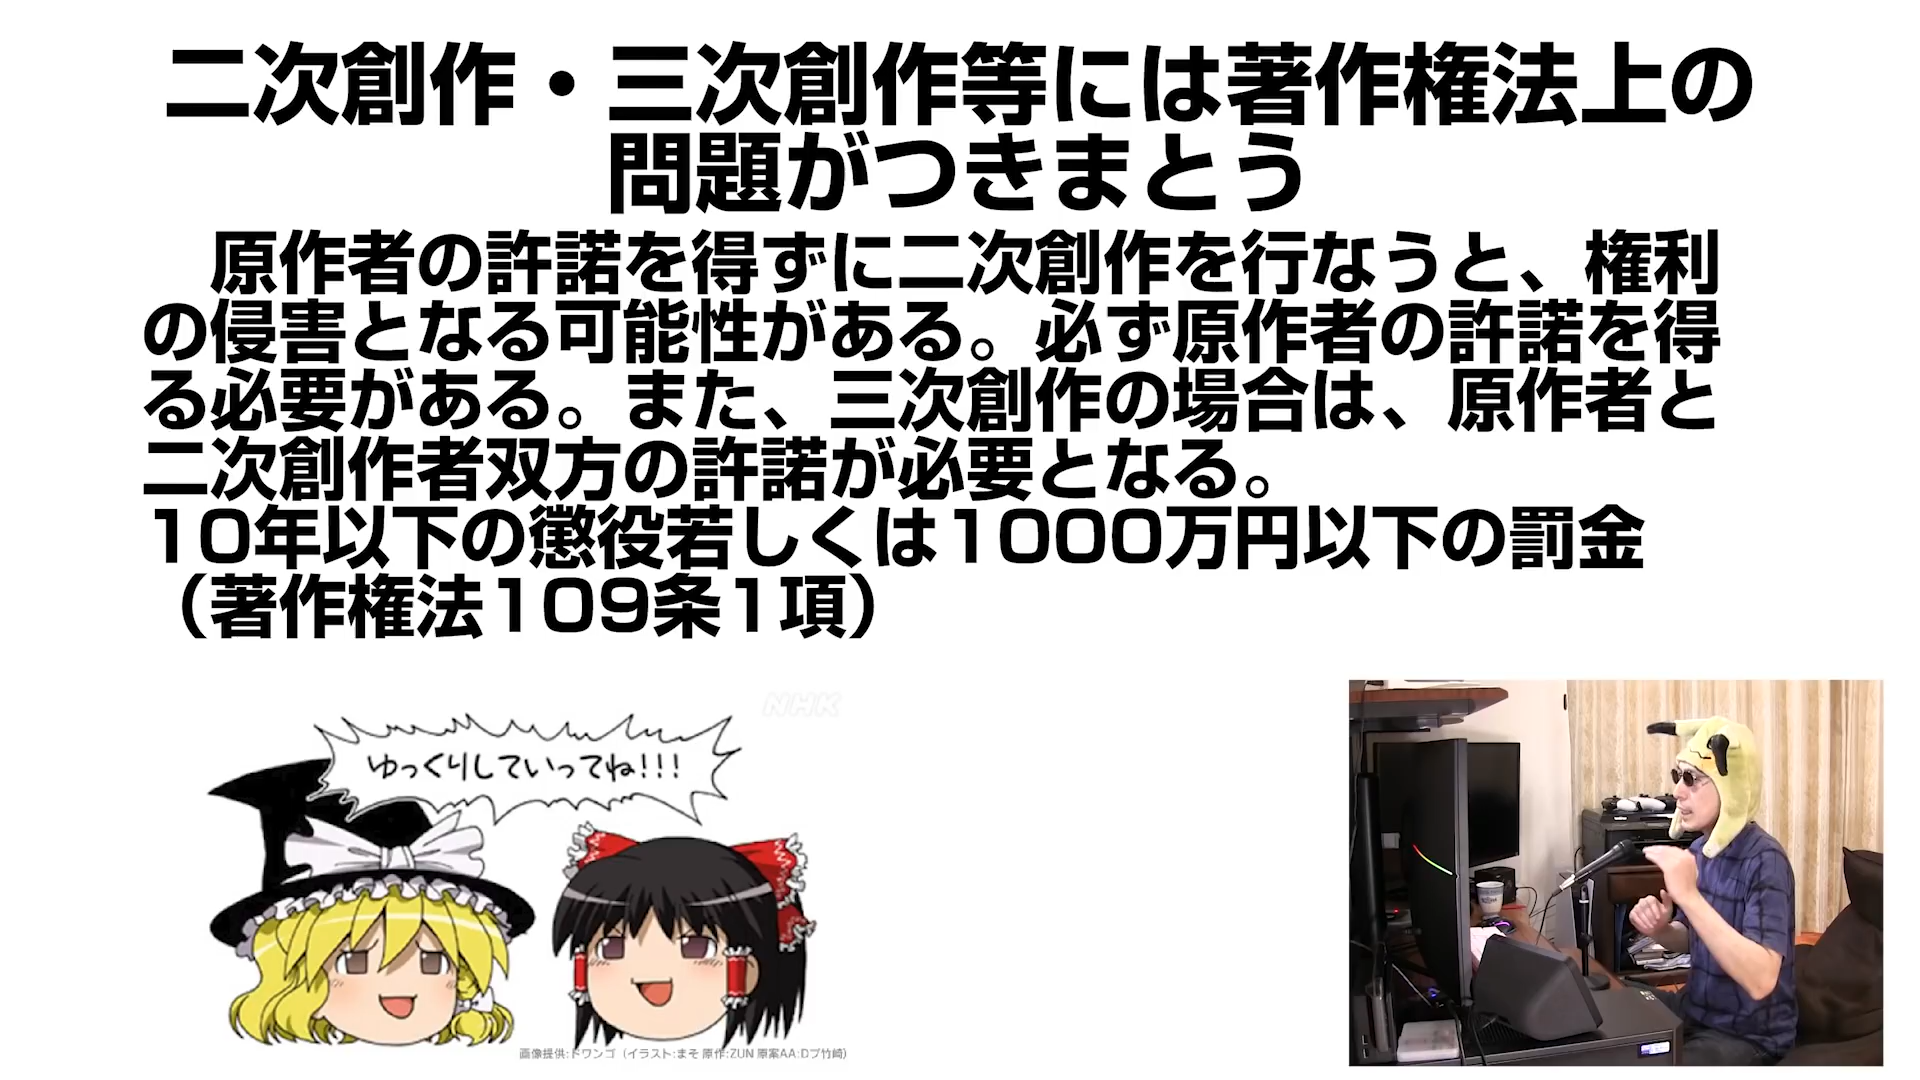 二次創作・三次創作等には著作権法上の
問題がつきまとう
原作者の許諾を得ずに二次創作を行なうと、権利
の侵害となる可能性がある。必ず原作者の許諾を得
る必要がある。また、三次創作の場合は、原作者と
二次創作者双方の許諾が必要となる。
10年以下の懲役若しくは1000万円以下の罰金
（著作権法109条1項）
NHK
ゆっくりしていってね!!!
画像提供:ドワンゴ（イラスト:まそ 原作:ZUN 原案AA:Dプ竹崎）